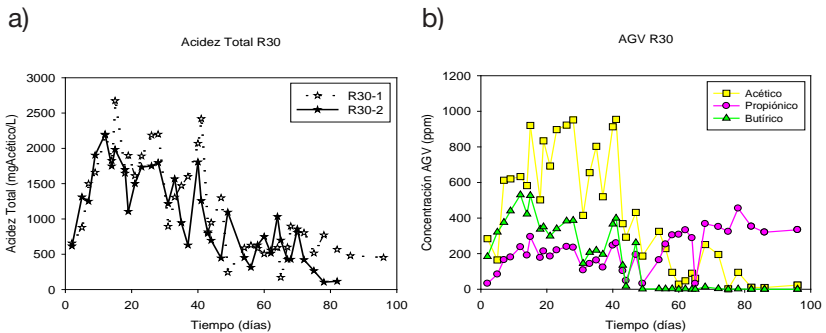 a)
Acidez Total R30
Acidez Total (mgAcético/L)
3000
2500
2000
1500
1000
500
0
R30-1
R30-2
0 20 40 60 80 100
Tiempo (días)
b)
AGV R30
Concentración AGV (ppm)
1200
1000
800
600
400
200
0
Acético
Propiónico
Butírico
0 20 40 60 80 100
Tiempo (días)